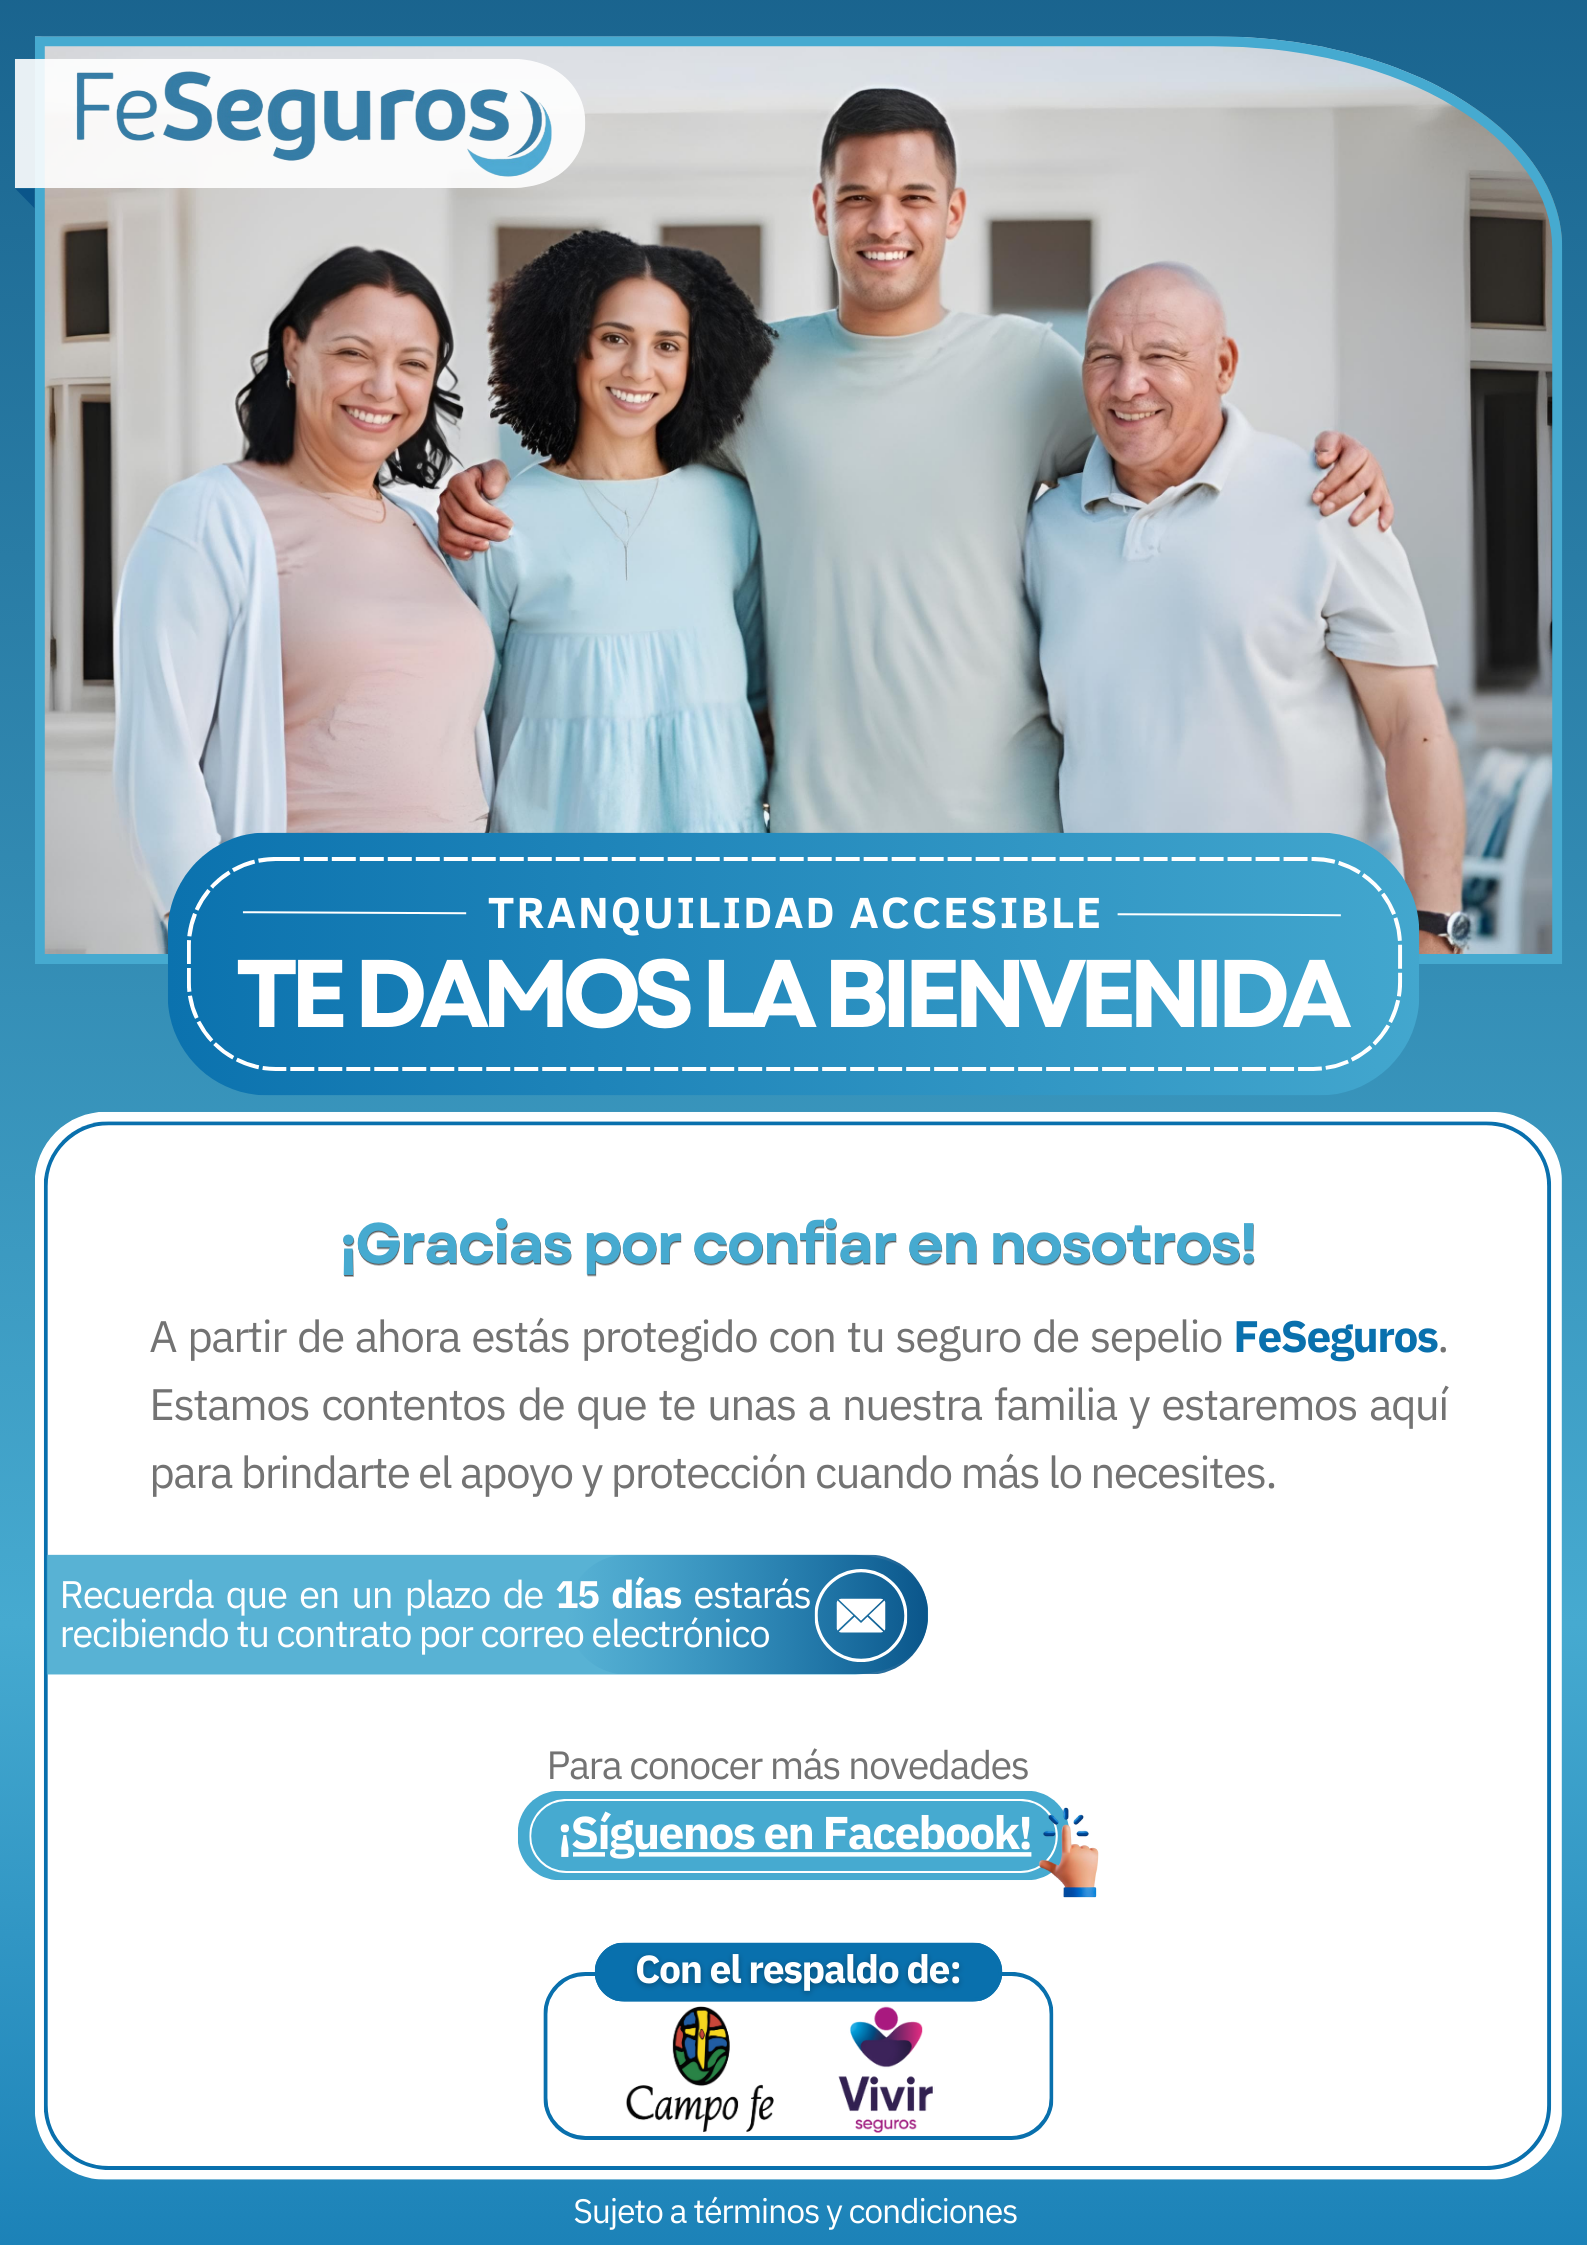 FeSeguros
TRANQUILIDAD ACCESIBLE
TE DAMOS LA BIENVENIDA
¡Gracias por confiar en nosotros!
A partir de ahora estás protegido con tu seguro de sepelio FeSeguros.
Estamos contentos de que te unas a nuestra familia y estaremos aquí
para brindarte el apoyo y protección cuando más lo necesites.
Recuerda que en un plazo de 15 días estarás
recibiendo tu contrato por correo electrónico
Para conocer más novedades
¡Síguenos en Facebook!
Con el respaldo de:
Campo fe
Vivir
seguros
Sujeto a términos y condiciones